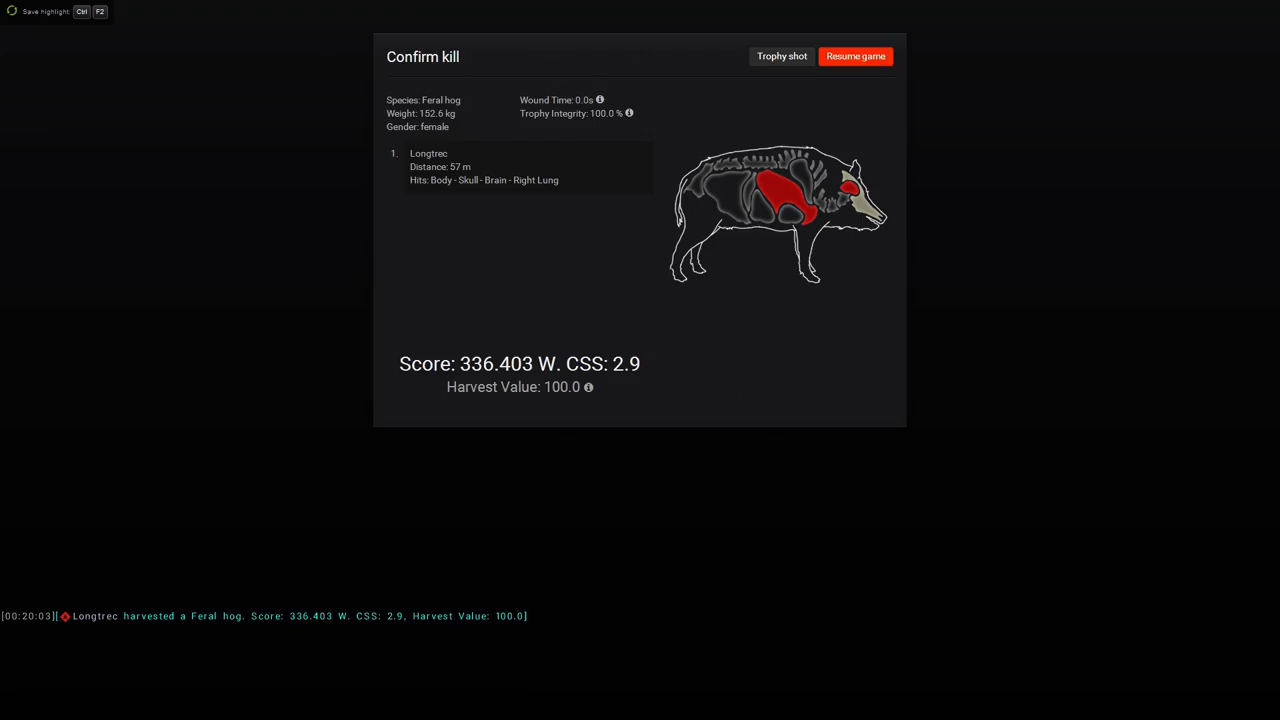 Save highlight: Ctrl F2
Confirm kill
Trophy shot
Resume game
Species: Feral hog
Weight: 152.6 kg
Gender: female
Wound Time: 0.0s
Trophy Integrity: 100.0 %
1. Longtrec
Distance: 57 m
Hits: Body - Skull - Brain - Right Lung
Score: 336.403 W. CSS: 2.9
Harvest Value: 100.0
[00:20:03][ Longtrec harvested a Feral hog. Score: 336.403 W. CSS: 2.9, Harvest Value: 100.0]